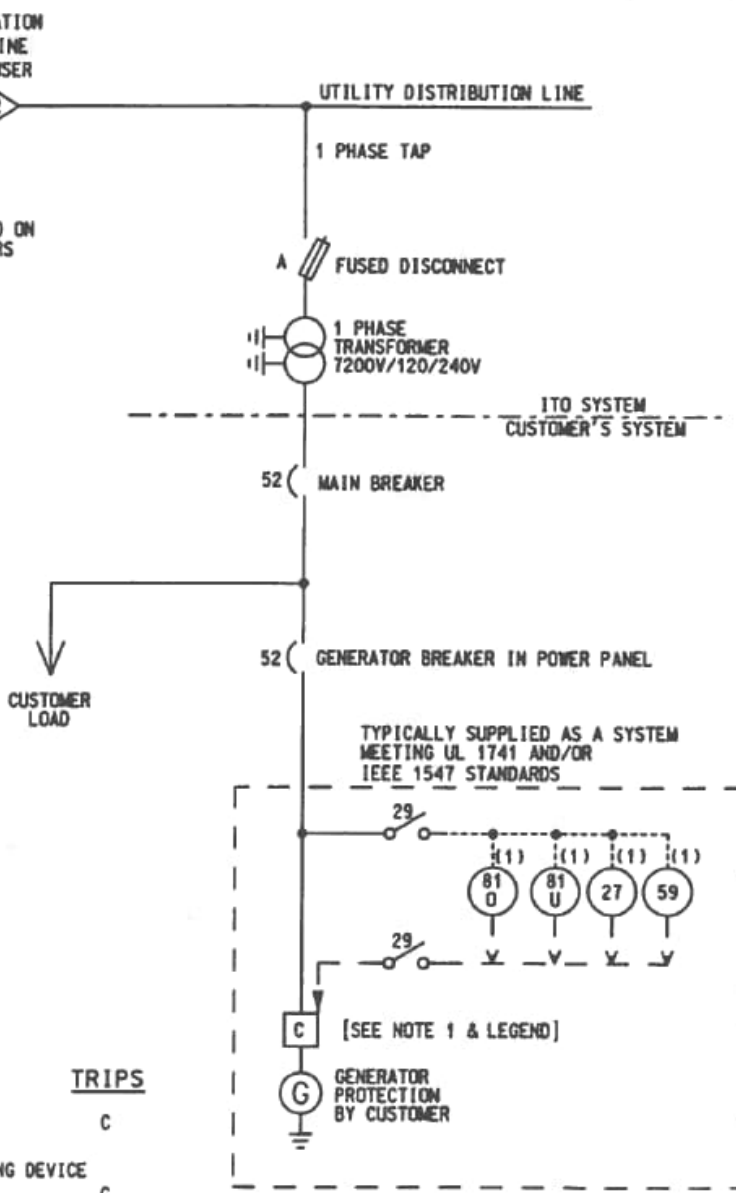 UTILITY DISTRIBUTION LINE
1 PHASE TAP
ON
A FUSED DISCONNECT
1 PHASE
TRANSFORMER
7200V/120/240V
ITO SYSTEM
CUSTOMER'S SYSTEM
52 MAIN BREAKER
52 GENERATOR BREAKER IN POWER PANEL
CUSTOMER
LOAD
TYPICALLY SUPPLIED AS A SYSTEM
MEETING UL 1741 AND/OR
IEEE 1547 STANDARDS
29
(1) (1) (1) (1)
81
O
81
U
27
59
29
C [SEE NOTE 1 & LEGEND]
G
GENERATOR
PROTECTION
BY CUSTOMER
TRIPS
C
DEVICE